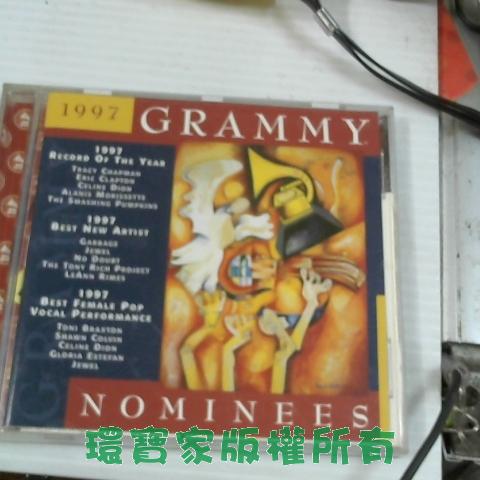 1997
GRAMMY
1997
RECORD OF THE YEAR
TRACY CHAPMAN
ERIC CLAPTON
CELINE DION
ALANIS MORISSETTE
THE SMASHING PUMPKINS
1997
BEST NEW ARTIST
GARBAGE
JEWEL
NO DOUBT
THE TONY RICH PROJECT
LEANN RIMES
1997
BEST FEMALE POP
VOCAL PERFORMANCE
TONI BRAXTON
SHAWN COLVIN
CELINE DION
GLORIA ESTEFAN
JEWEL
NOMINEES
環寶家版權所有